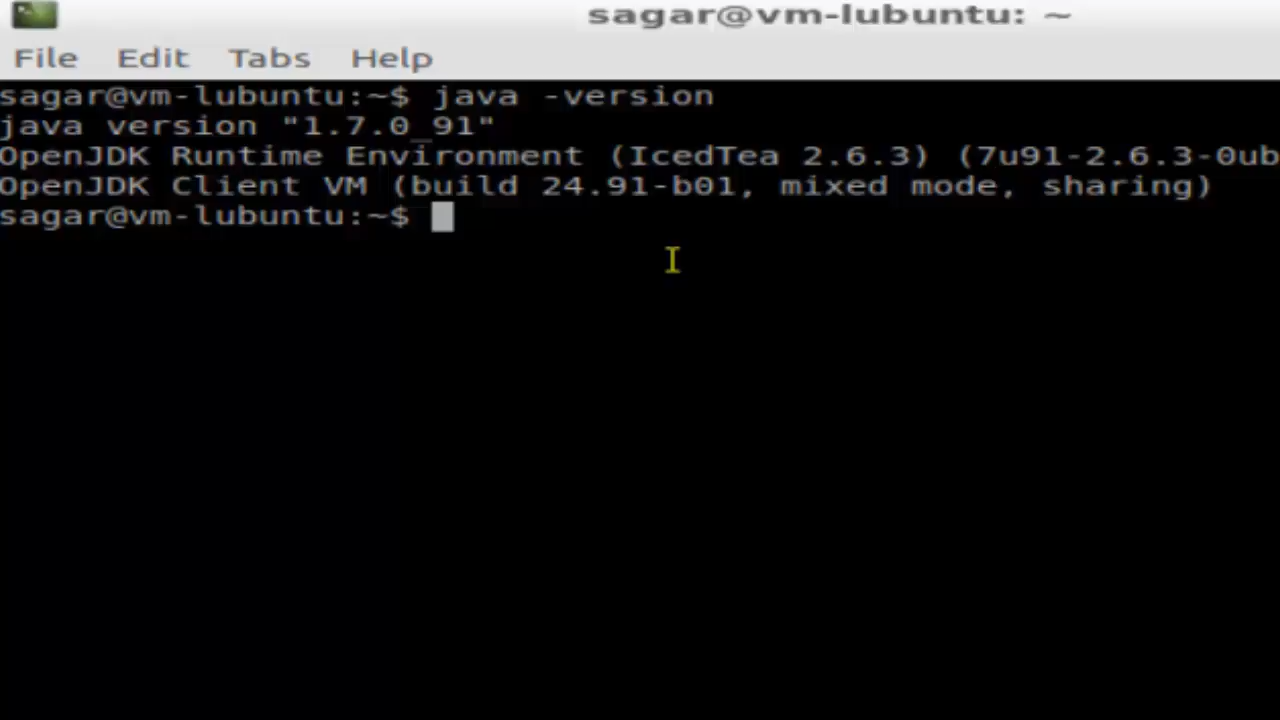 sagar@vm-lubuntu: ~
File Edit Tabs Help
sagar@vm-lubuntu:~$ java -version
java version "1.7.0_91"
OpenJDK Runtime Environment (IcedTea 2.6.3) (7u91-2.6.3-0ub
OpenJDK Client VM (build 24.91-b01, mixed mode, sharing)
sagar@vm-lubuntu:~$